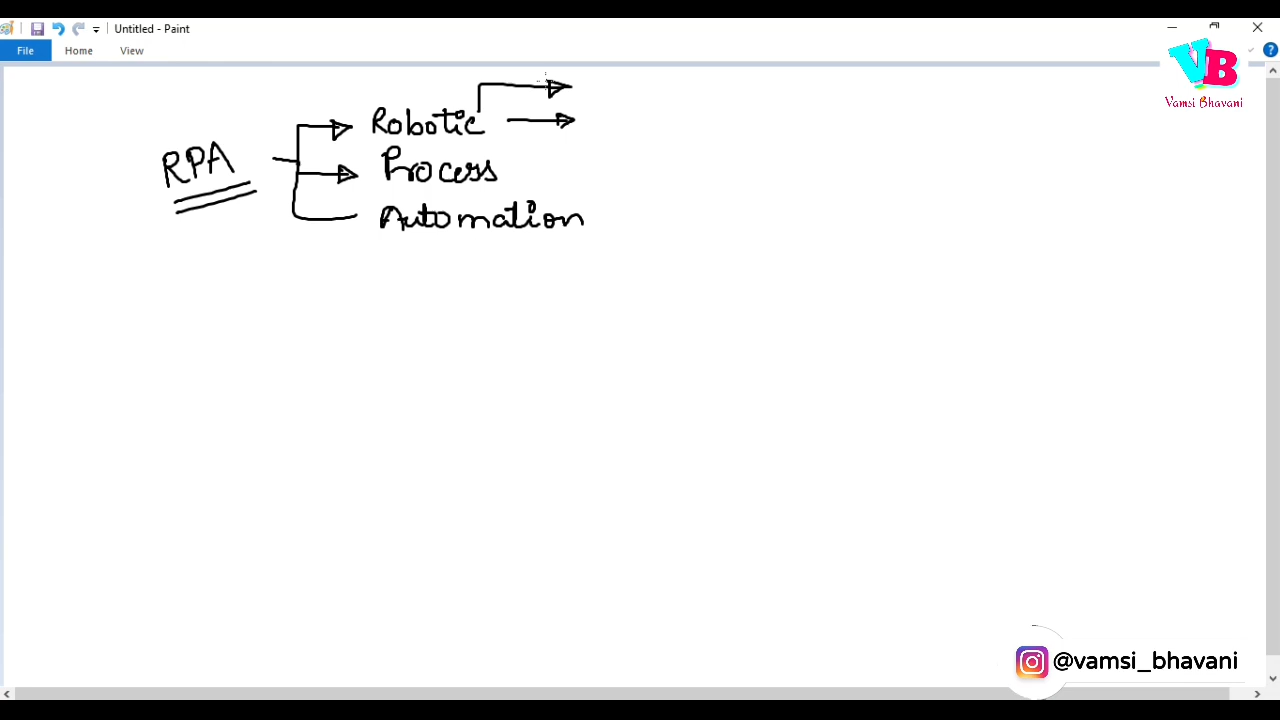 Untitled - Paint
File Home View
VB
Vamsi Bhavani
Robotic
RPA
Process
Automation
@vamsi_bhavani